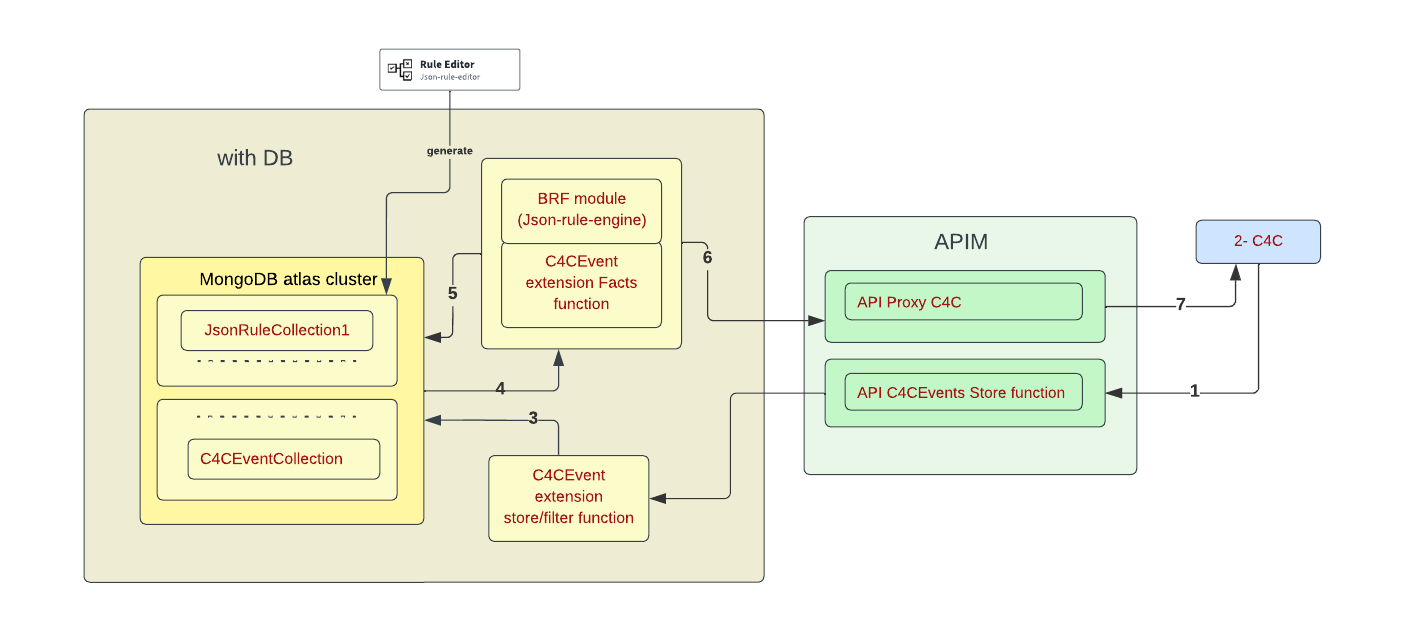 Rule Editor
Json-rule-editor
generate
with DB
BRF module
(Json-rule-engine)
C4CEvent
extension Facts
function
6
APIM
2- C4C
MongoDB atlas cluster
5
API Proxy C4C
7
JsonRuleCollection1
4
API C4CEvents Store function
1
3
C4CEventCollection
C4CEvent
extension
store/filter function